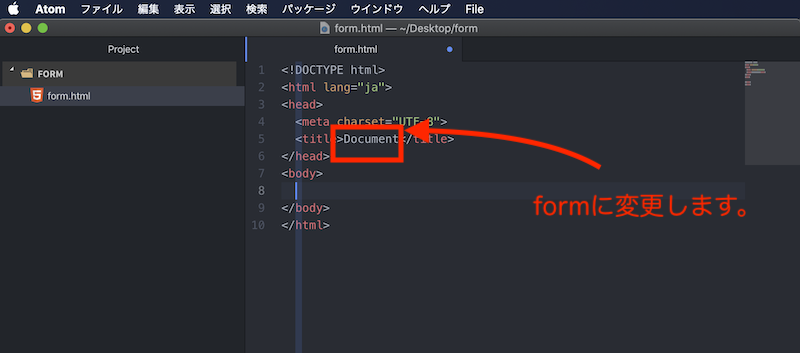 Atom ファイル 編集 表示 選択 検索 パッケージ ウインドウ ヘルプ File
form.html — ~/Desktop/form
Project
form.html
FORM
form.html
1 <!DOCTYPE html>
2 <html lang="ja">
3 <head>
4 <meta charset="UTF-8">
5 <title>Document</title>
6 </head>
7 <body>
8
9 </body>
10 </html>
formに変更します。